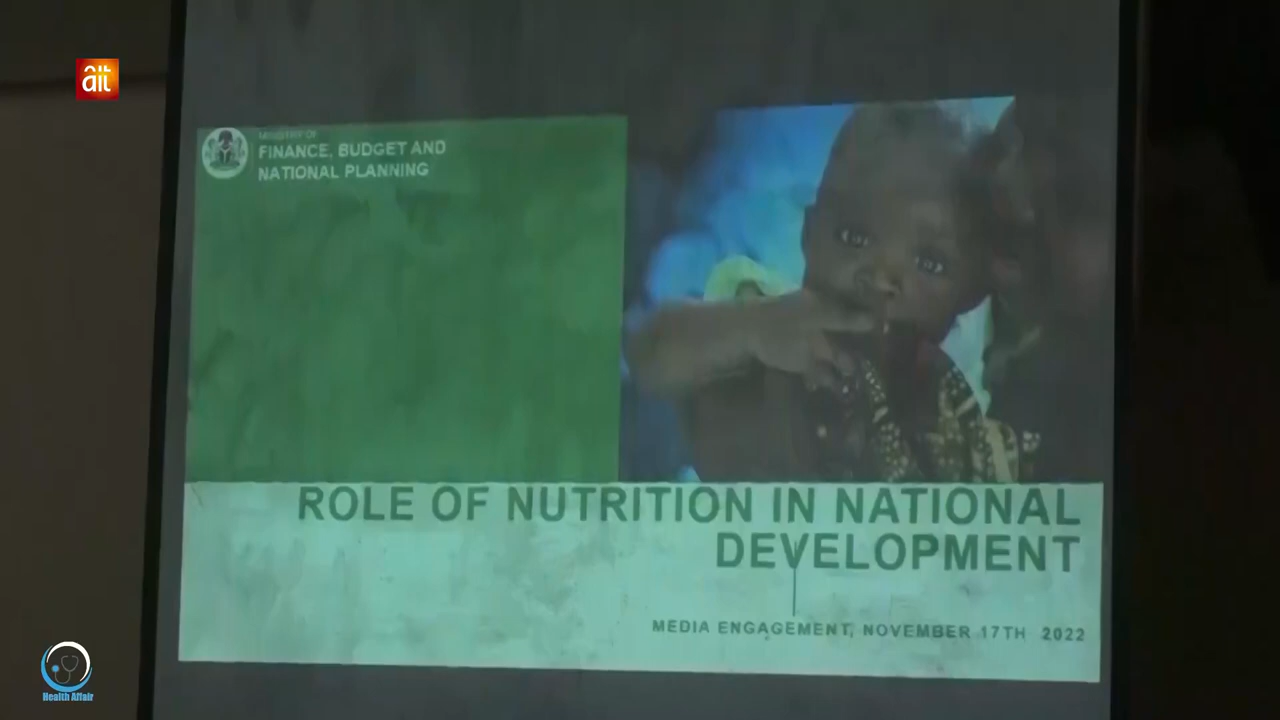 ait
MINISTRY OF
FINANCE, BUDGET AND
NATIONAL PLANNING
ROLE OF NUTRITION IN NATIONAL
DEVELOPMENT
MEDIA ENGAGEMENT, NOVEMBER 17TH 2022
Health Affair